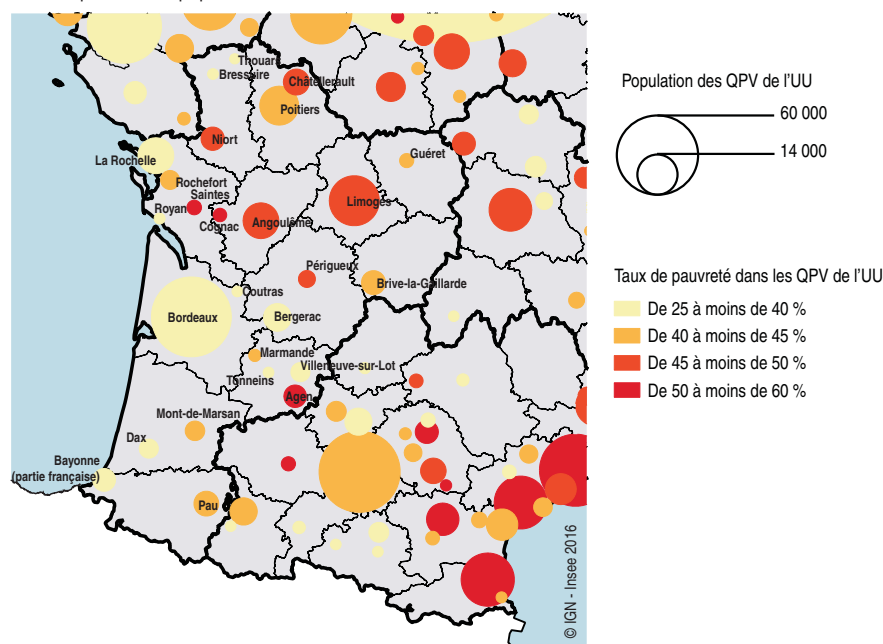 Thouars
Bressuire
Châtellerault
Poitiers
Niort
La Rochelle
Guéret
Rochefort
Saintes
Royan
Cognac
Angoulême
Limoges
Périgueux
Brive-la-Gaillarde
Coutras
Bordeaux
Bergerac
Marmande
Villeneuve-sur-Lot
Tonneins
Agen
Mont-de-Marsan
Dax
Bayonne
(partie française)
Pau
© IGN - Insee 2016
Population des QPV de l'UU
60 000
14 000
Taux de pauvreté dans les QPV de l'UU
De 25 à moins de 40 %
De 40 à moins de 45 %
De 45 à moins de 50 %
De 50 à moins de 60 %